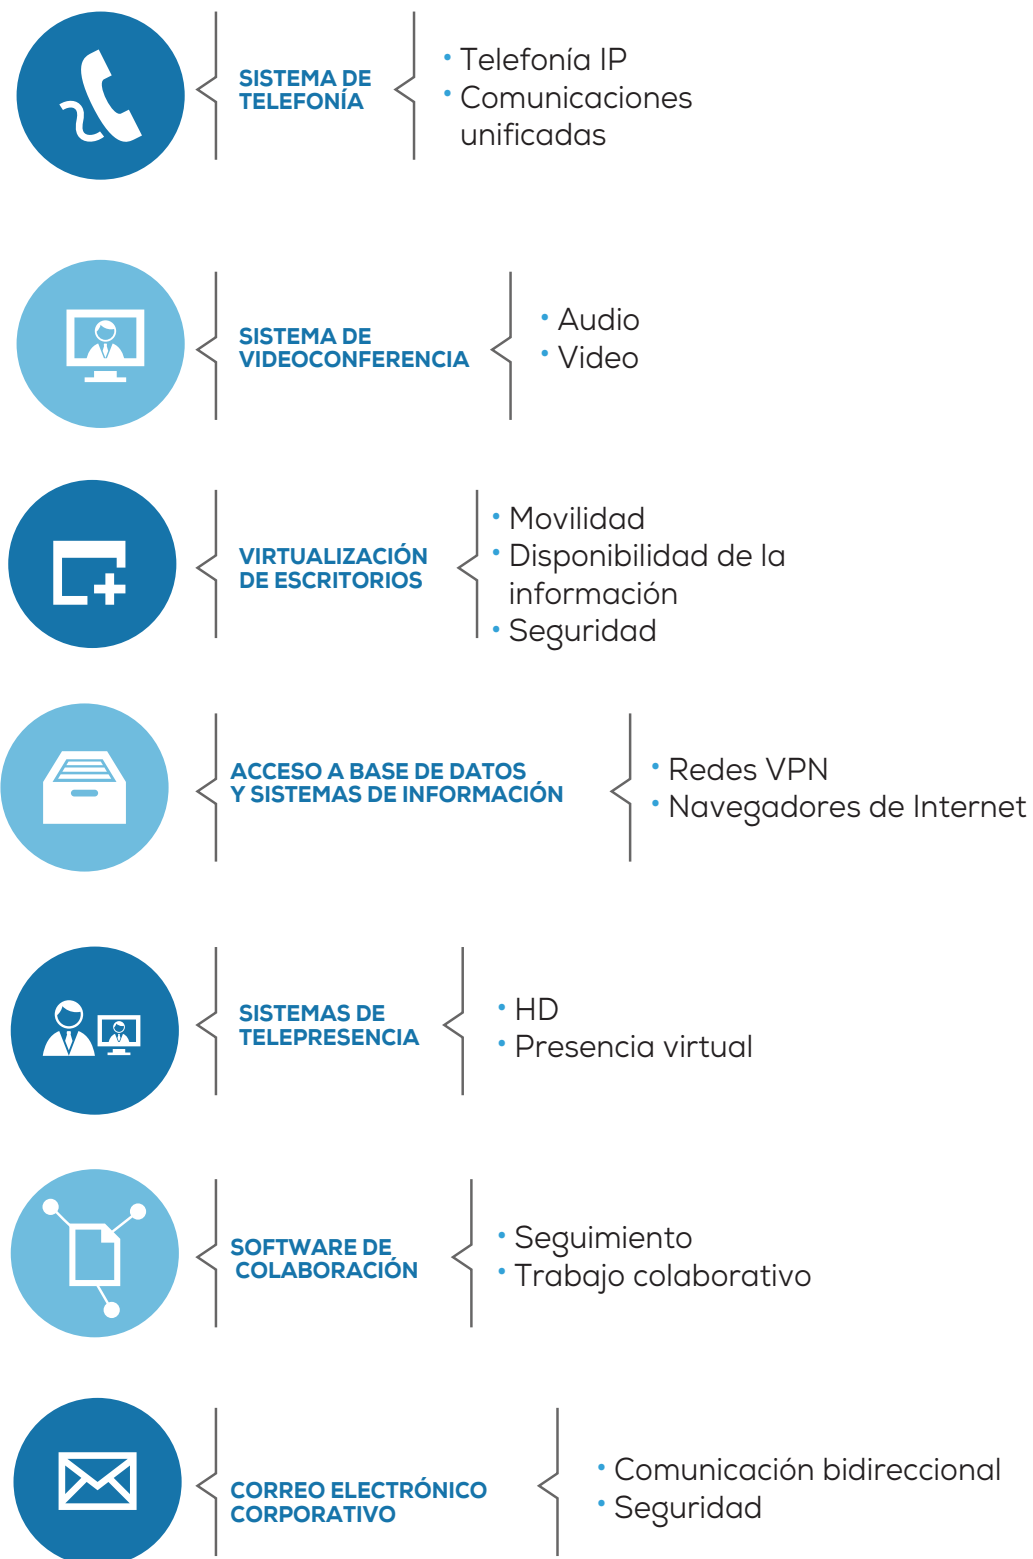 SISTEMA DE
TELEFONÍA
• Telefonía IP
• Comunicaciones
unificadas
SISTEMA DE
VIDEOCONFERENCIA
• Audio
• Video
VIRTUALIZACIÓN
DE ESCRITORIOS
• Movilidad
• Disponibilidad de la
información
• Seguridad
ACCESO A BASE DE DATOS
Y SISTEMAS DE INFORMACIÓN
• Redes VPN
• Navegadores de Internet
SISTEMAS DE
TELEPRESENCIA
• HD
• Presencia virtual
SOFTWARE DE
COLABORACIÓN
• Seguimiento
• Trabajo colaborativo
CORREO ELECTRÓNICO
CORPORATIVO
• Comunicación bidireccional
• Seguridad